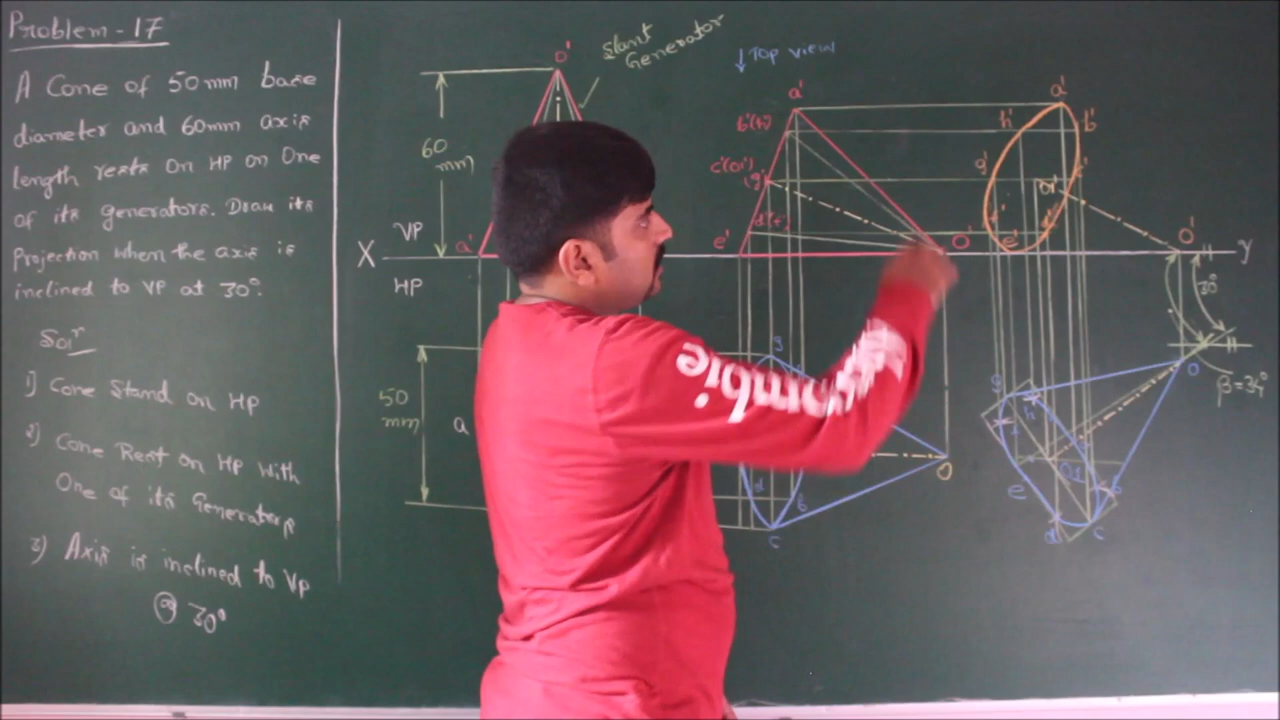 Problem - 17
A Cone of 50mm base
diameter and 60mm axis
length rests On HP on One
of its generators. Draw its
Projection when the axis is
inclined to VP at 30°.
Solr
1) Cone Stand on HP
2) Cone Rest on HP With
One of its Generators
3) Axis is inclined to VP
@ 30°
O'
Slant
Generator
60
mm
a'
X
VP
HP
50
mm
a
↓ Top view
a'
b'(h')
c'(o1')
(g')
d'(f')
e'
O'
g
d
b
c
O
a'
h'
b'
g'
o1'
e'
O'
y
30°
β=34°
o
g
h
e
d
c